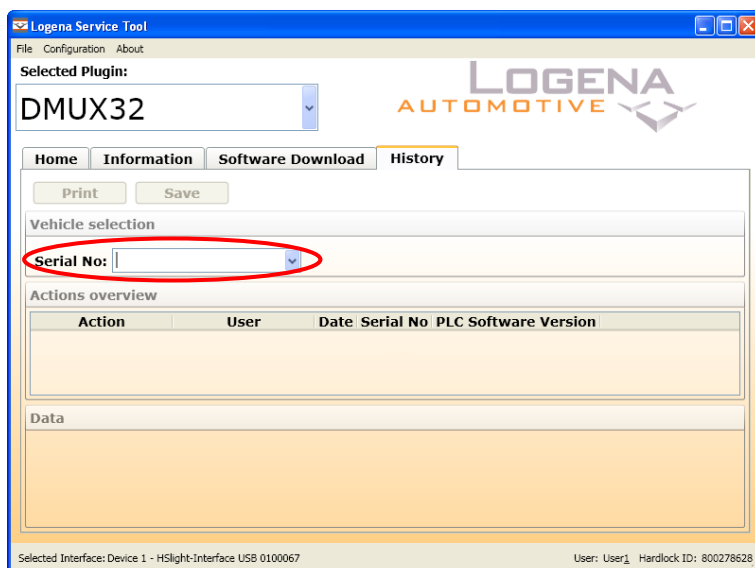 Logena Service Tool
File Configuration About
Selected Plugin:
DMUX32
LOGENA
AUTOMOTIVE
Home Information Software Download History
Print Save
Vehicle selection
Serial No:
Actions overview
Action User Date Serial No PLC Software Version
Data
Selected Interface: Device 1 - HSlight-Interface USB 0100067 User: User1 Hardlock ID: 800278628